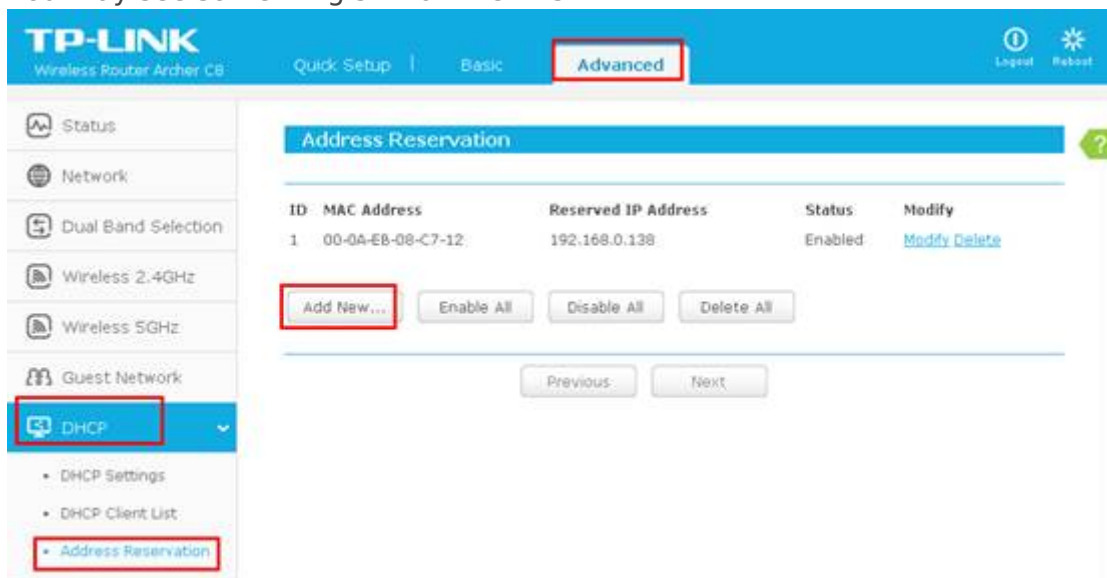 TP-LINK
Wireless Router Archer C8
Quick Setup
Basic
Advanced
Logout
Reboot
Status
Network
Dual Band Selection
Wireless 2.4GHz
Wireless 5GHz
Guest Network
DHCP
DHCP Settings
DHCP Client List
Address Reservation
Address Reservation
?
ID MAC Address Reserved IP Address Status Modify
1 00-0A-EB-08-C7-12 192.168.0.138 Enabled Modify Delete
Add New... Enable All Disable All Delete All
Previous Next